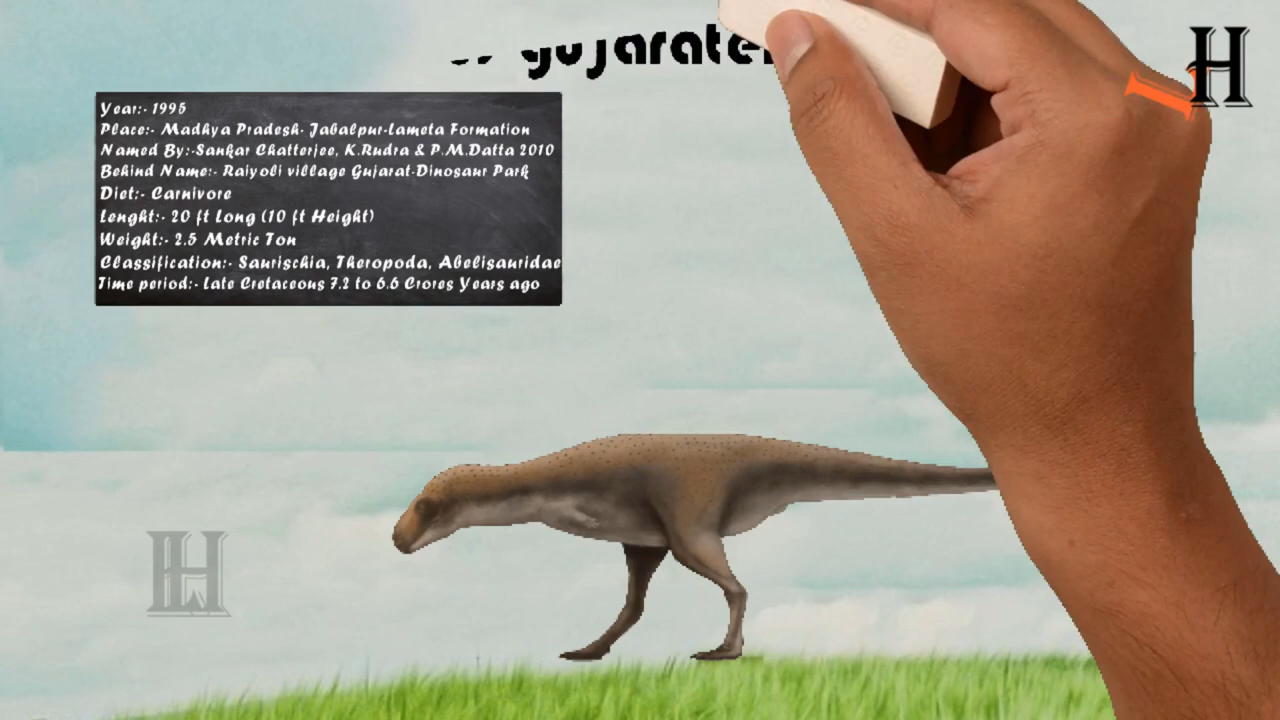 gujarate
Year:- 1995
Place:- Madhya Pradesh- Jabalpur-Lameta Formation
Named By:-Sankar Chatterjee, K.Rudra & P.M.Datta 2010
Behind Name:- Raiyoli village Gujarat-Dinosaur Park
Diet:- Carnivore
Lenght:- 20 ft Long (10 ft Height)
Weight:- 2.5 Metric Ton
Classification:- Saurischia, Theropoda, Abelisauridae
Time period:- Late Cretaceous 7.2 to 6.6 Crores Years ago
H
LH